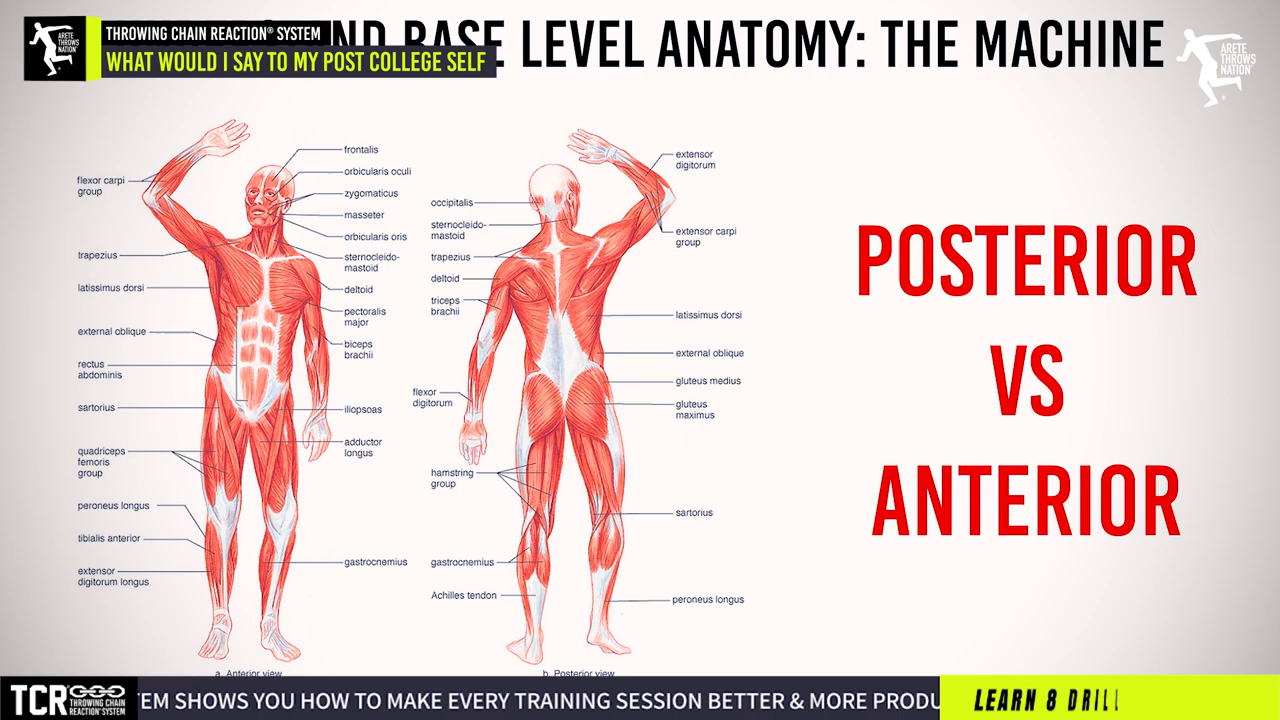 ARETE
THROWS
NATION
THROWING CHAIN REACTION® SYSTEM
WHAT WOULD I SAY TO MY POST COLLEGE SELF
LEVEL ANATOMY: THE MACHINE
ARETE
THROWS
NATION
frontalis
orbicularis oculi
zygomaticus
masseter
orbicularis oris
sternocleido-
mastoid
deltoid
pectoralis
major
biceps
brachii
iliopsoas
adductor
longus
gastrocnemius
flexor carpi
group
trapezius
latissimus dorsi
external oblique
rectus
abdominis
sartorius
quadriceps
femoris
group
peroneus longus
tibialis anterior
extensor
digitorum longus
a. Anterior view
occipitalis
sternocleido-
mastoid
trapezius
deltoid
triceps
brachii
flexor
digitorum
hamstring
group
gastrocnemius
Achilles tendon
extensor
digitorum
extensor carpi
group
latissimus dorsi
external oblique
gluteus medius
gluteus
maximus
sartorius
peroneus longus
b. Posterior view
POSTERIOR
VS
ANTERIOR
TCR
THROWING CHAIN
REACTION® SYSTEM
TEM SHOWS YOU HOW TO MAKE EVERY TRAINING SESSION BETTER & MORE PRODU
LEARN 8 DRILL